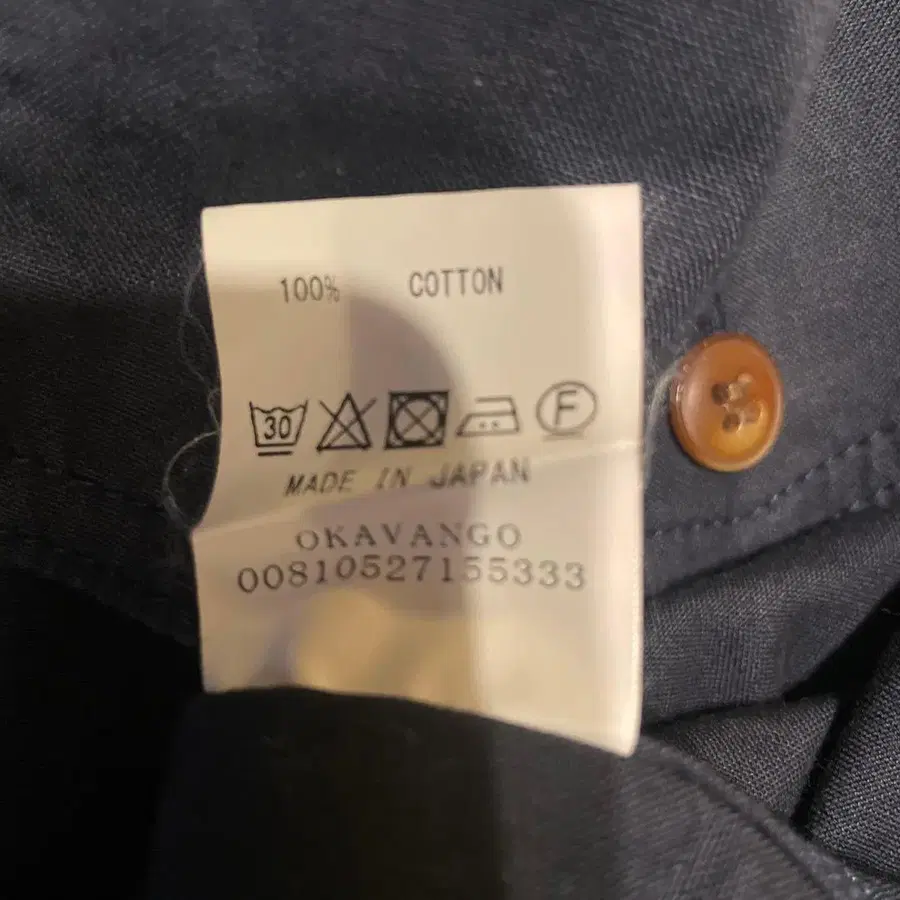 100% COTTON
30 F
MADE IN JAPAN
OKAVANGO
00810527155333